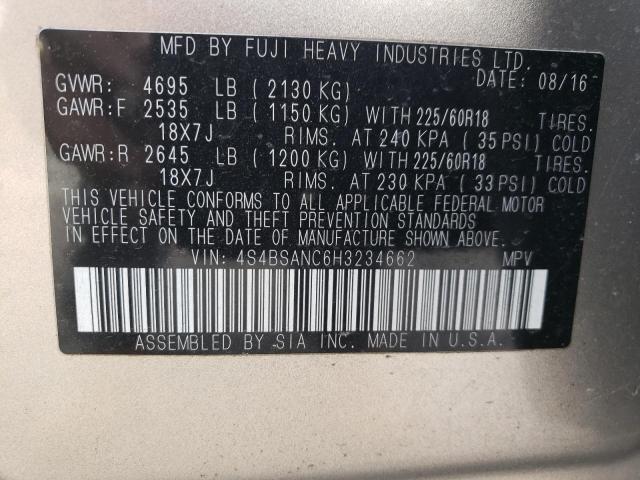 MFD BY FUJI HEAVY INDUSTRIES LTD.
DATE: 08/16
GVWR: 4695 LB (2130 KG)
GAWR:F 2535 LB (1150 KG) WITH 225/60R18 TIRES.
18X7J RIMS. AT 240 KPA (35 PSI) COLD
GAWR:R 2645 LB (1200 KG) WITH 225/60R18 TIRES.
18X7J RIMS. AT 230 KPA (33 PSI) COLD
THIS VEHICLE CONFORMS TO ALL APPLICABLE FEDERAL MOTOR
VEHICLE SAFETY AND THEFT PREVENTION STANDARDS
IN EFFECT ON THE DATE OF MANUFACTURE SHOWN ABOVE.
VIN: 4S4BSANC6H3234662 MPV
ASSEMBLED BY SIA INC. MADE IN U.S.A.